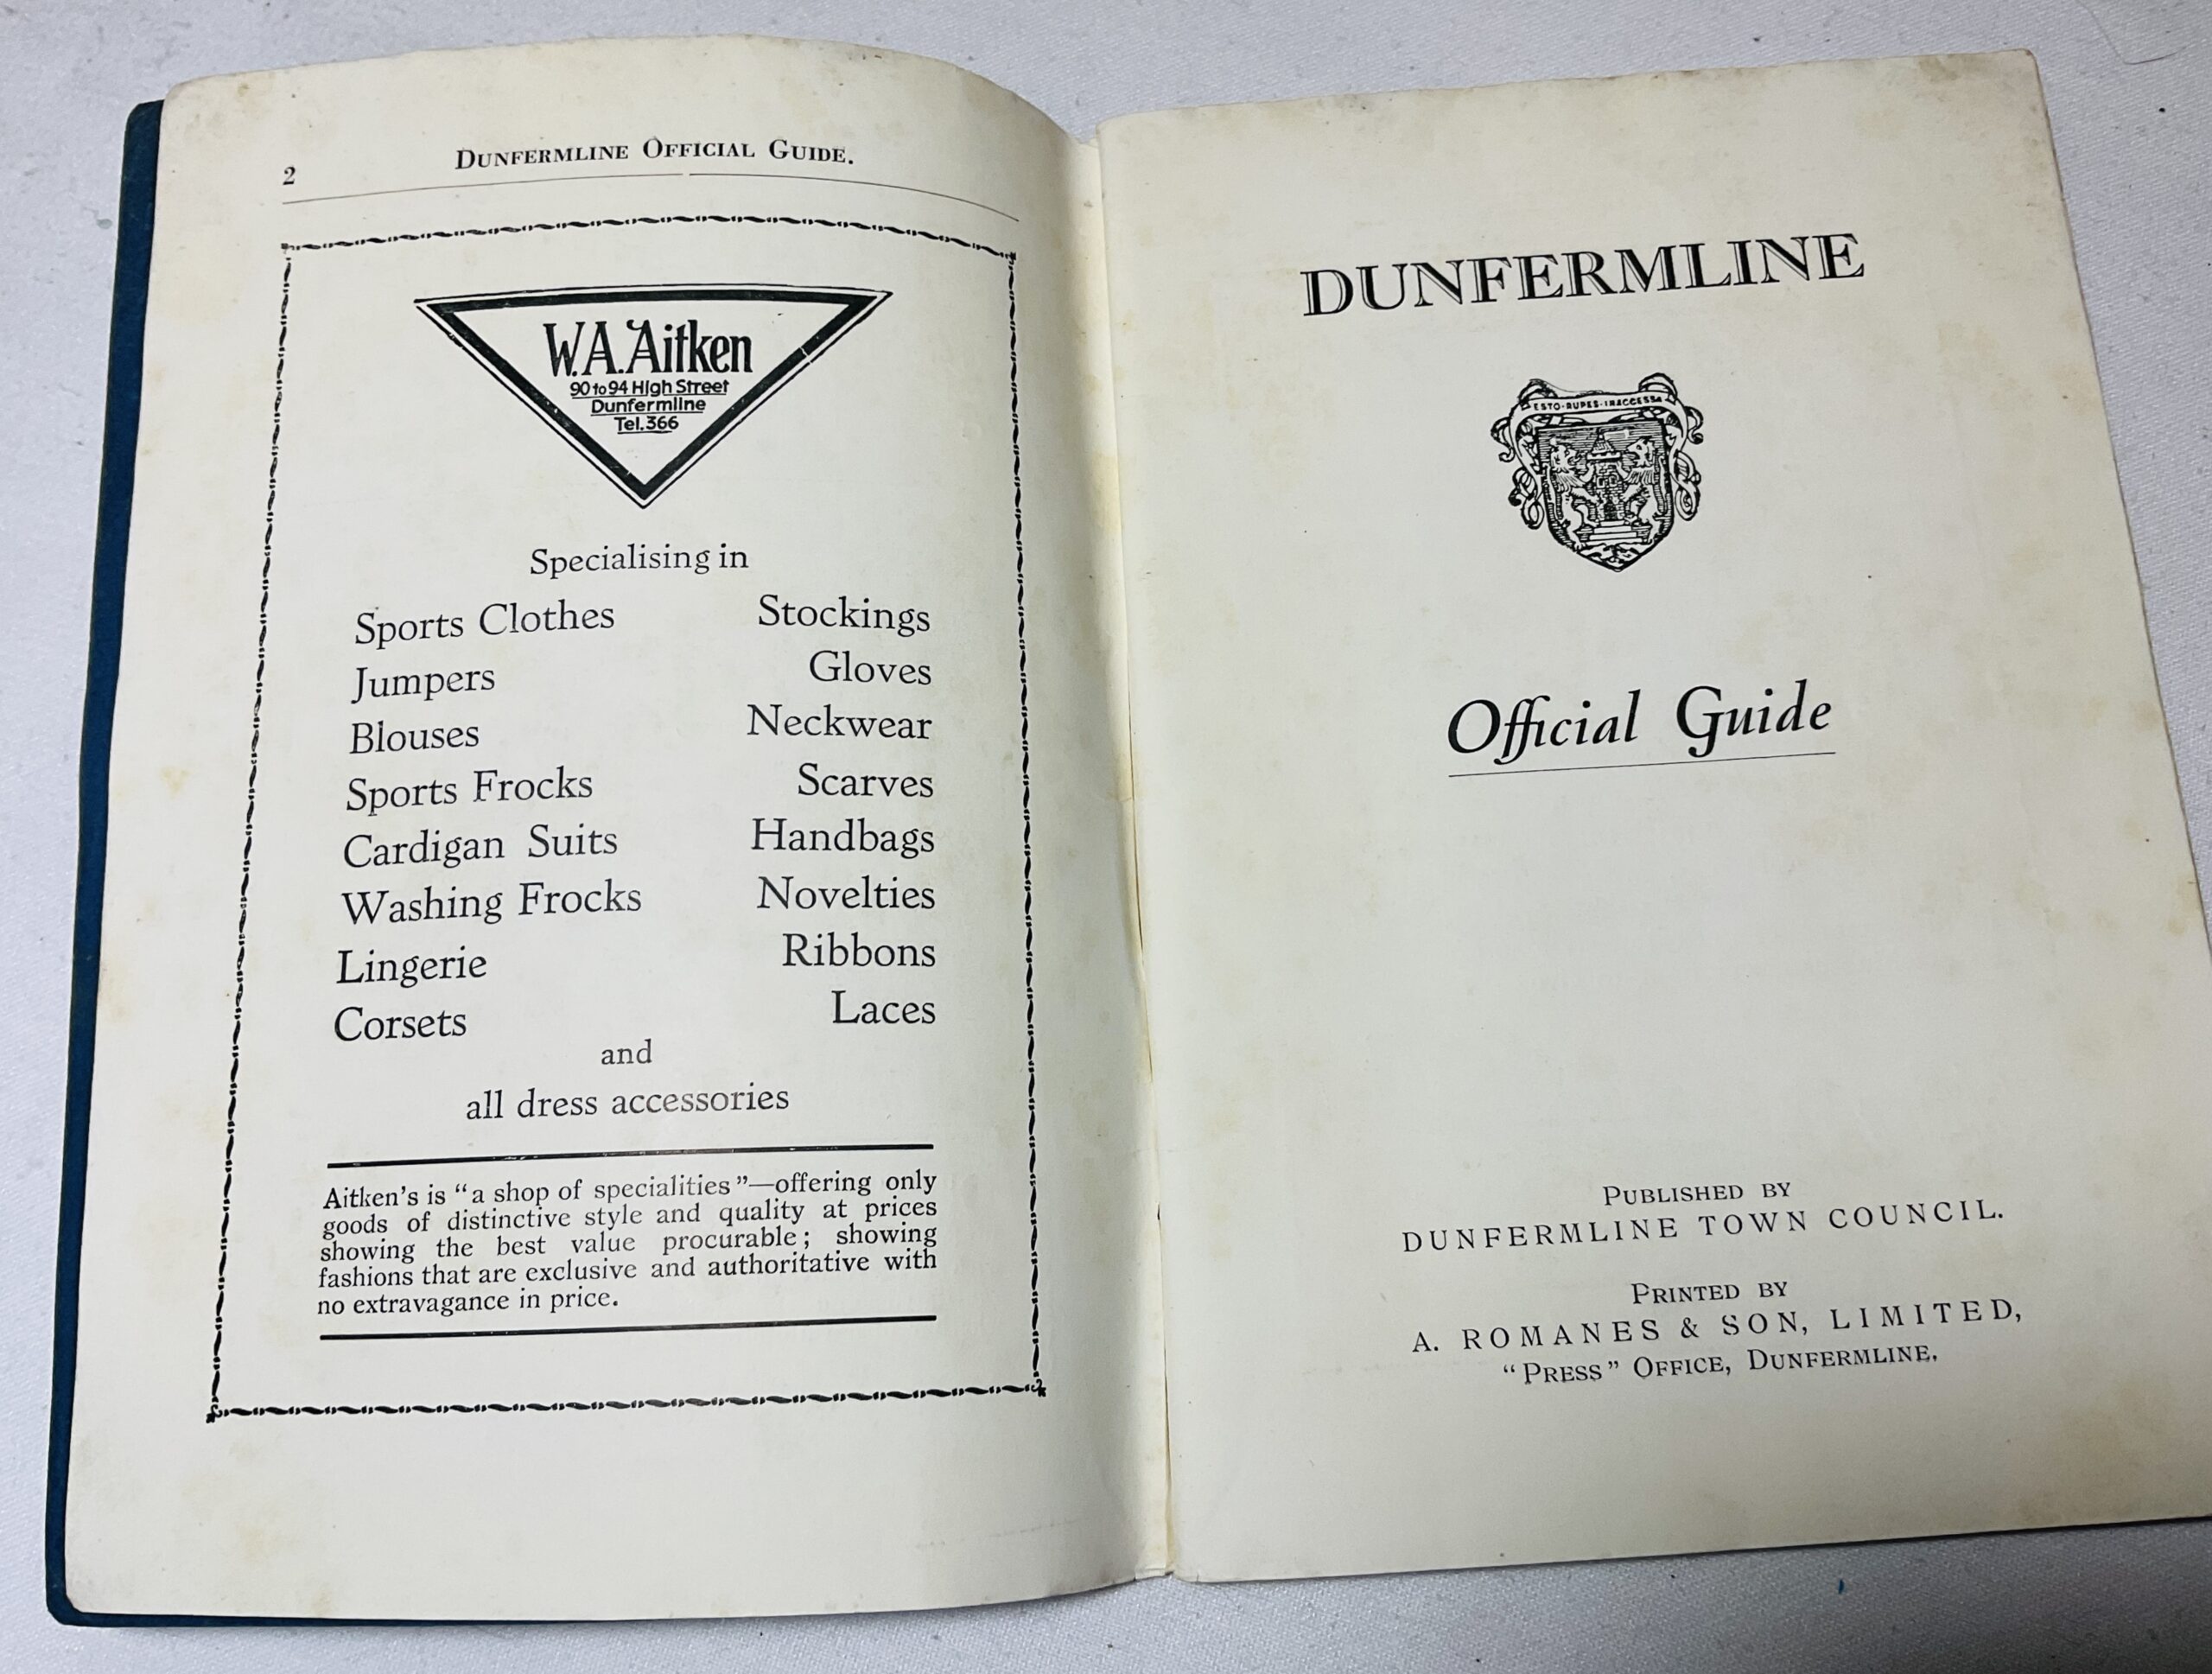 2
DUNFERMLINE OFFICIAL GUIDE.
W.A. Aitken
90 to 94 High Street
Dunfermline
Tel. 366
Specialising in
Sports Clothes Stockings
Jumpers Gloves
Blouses Neckwear
Sports Frocks Scarves
Cardigan Suits Handbags
Washing Frocks Novelties
Lingerie Ribbons
Corsets Laces
and
all dress accessories
Aitken's is “a shop of specialities”—offering only
goods of distinctive style and quality at prices
showing the best value procurable; showing
fashions that are exclusive and authoritative with
no extravagance in price.
DUNFERMLINE
ESTO·RUPES·INACCESSA
Official Guide
PUBLISHED BY
DUNFERMLINE TOWN COUNCIL.
PRINTED BY
A. ROMANES & SON, LIMITED,
“PRESS” OFFICE, DUNFERMLINE.